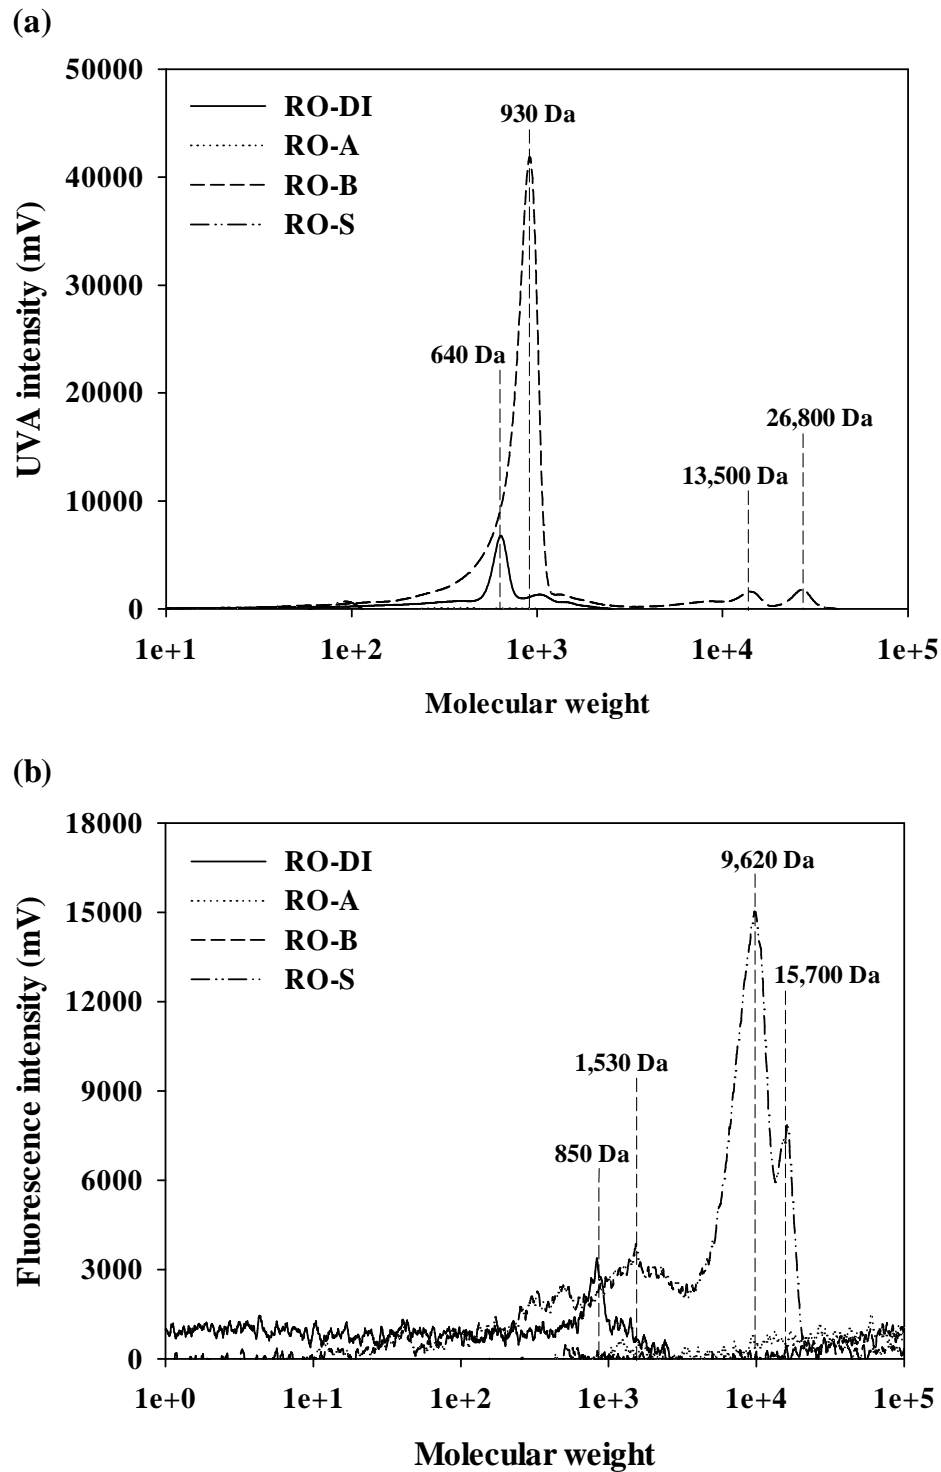 (a)
50000
40000
30000
20000
10000
0
UVA intensity (mV)
RO-DI
RO-A
RO-B
RO-S
930 Da
640 Da
26,800 Da
13,500 Da
1e+1 1e+2 1e+3 1e+4 1e+5
Molecular weight
(b)
18000
15000
12000
9000
6000
3000
0
Fluorescence intensity (mV)
RO-DI
RO-A
RO-B
RO-S
9,620 Da
15,700 Da
1,530 Da
850 Da
1e+0 1e+1 1e+2 1e+3 1e+4 1e+5
Molecular weight